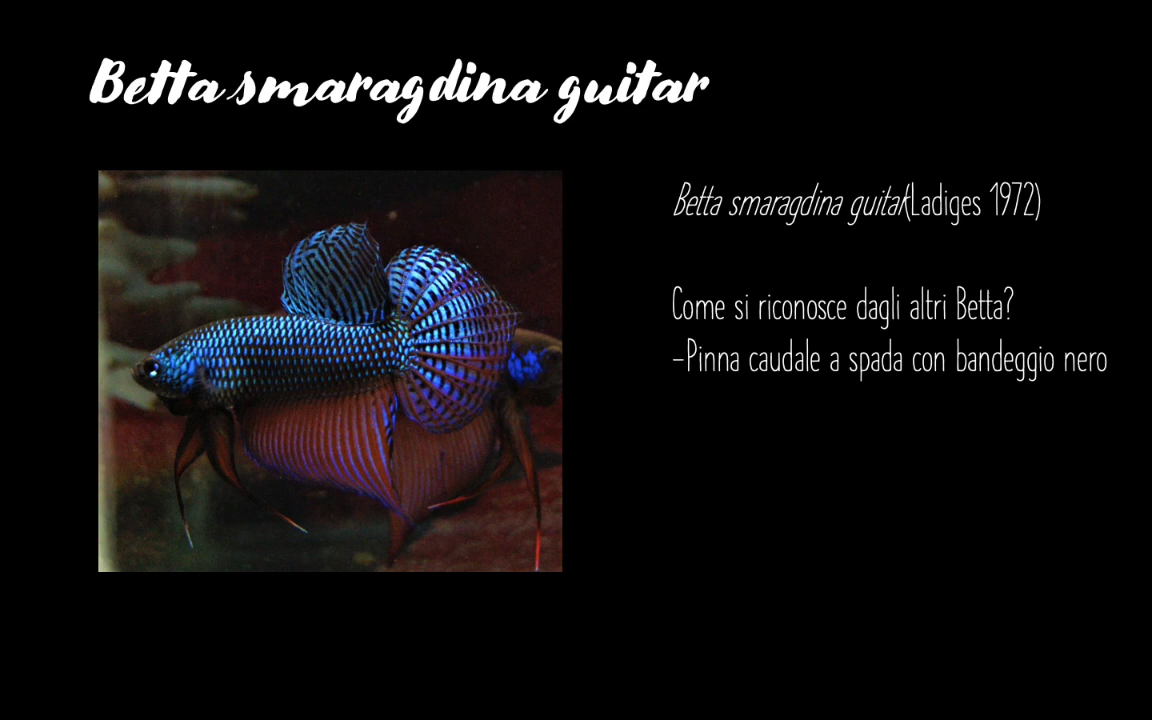 Betta smaragdina guitar
Betta smaragdina guitar(Ladiges 1972)
Come si riconosce dagli altri Betta?
-Pinna caudale a spada con bandeggio nero